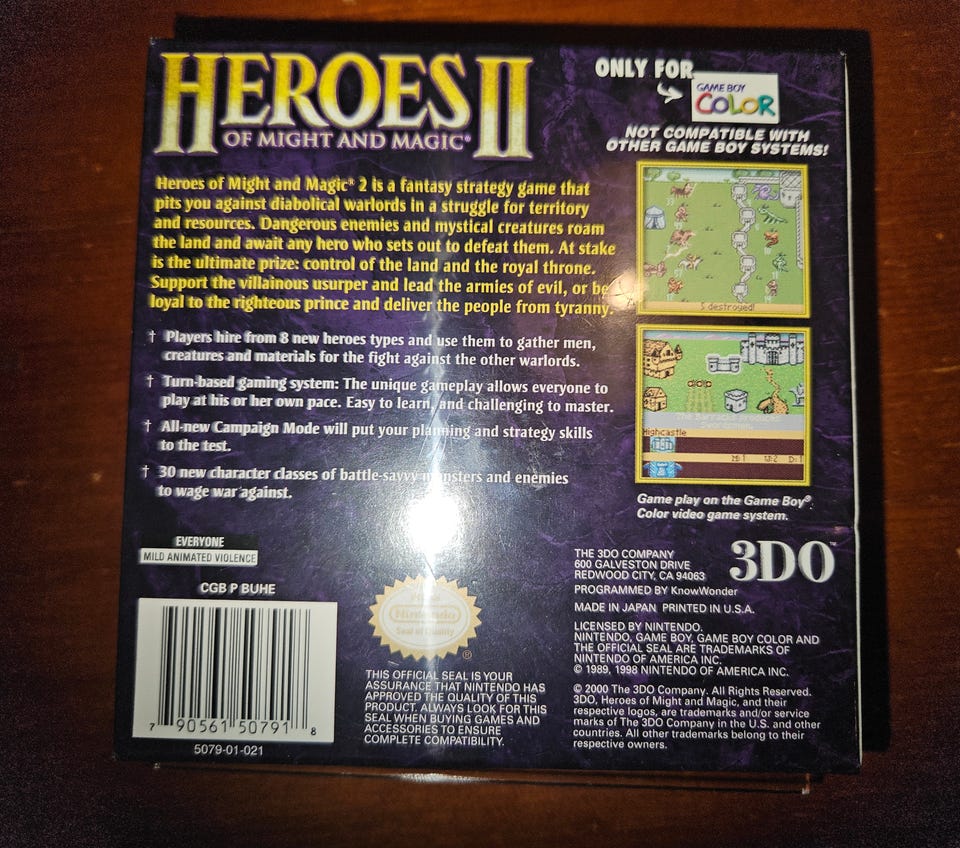 HEROES II
OF MIGHT AND MAGIC®
ONLY FOR
GAME BOY
COLOR
NOT COMPATIBLE WITH
OTHER GAME BOY SYSTEMS!
Heroes of Might and Magic® 2 is a fantasy strategy game that
pits you against diabolical warlords in a struggle for territory
and resources. Dangerous enemies and mystical creatures roam
the land and await any hero who sets out to defeat them. At stake
is the ultimate prize: control of the land and the royal throne.
Support the villainous usurper and lead the armies of evil, or be
loyal to the righteous prince and deliver the people from tyranny.
† Players hire from 8 new heroes types and use them to gather men,
creatures and materials for the fight against the other warlords.
† Turn-based gaming system: The unique gameplay allows everyone to
play at his or her own pace. Easy to learn, and challenging to master.
† All-new Campaign Mode will put your planning and strategy skills
to the test.
† 30 new character classes of battle-savvy monsters and enemies
to wage war against.
5 destroyed!
Highcastle
Game play on the Game Boy®
Color video game system.
EVERYONE
MILD ANIMATED VIOLENCE
CGB P BUHE
7 90561 50791 8
5079-01-021
Nintendo
Seal of Quality
®
THIS OFFICIAL SEAL IS YOUR
ASSURANCE THAT NINTENDO HAS
APPROVED THE QUALITY OF THIS
PRODUCT. ALWAYS LOOK FOR THIS
SEAL WHEN BUYING GAMES AND
ACCESSORIES TO ENSURE
COMPLETE COMPATIBILITY.
THE 3DO COMPANY
600 GALVESTON DRIVE
REDWOOD CITY, CA 94063
3DO™
PROGRAMMED BY KnowWonder
MADE IN JAPAN PRINTED IN U.S.A.
LICENSED BY NINTENDO.
NINTENDO, GAME BOY, GAME BOY COLOR AND
THE OFFICIAL SEAL ARE TRADEMARKS OF
NINTENDO OF AMERICA INC.
© 1989, 1998 NINTENDO OF AMERICA INC.
© 2000 The 3DO Company. All Rights Reserved.
3DO, Heroes of Might and Magic, and their
respective logos, are trademarks and/or service
marks of The 3DO Company in the U.S. and other
countries. All other trademarks belong to their
respective owners.